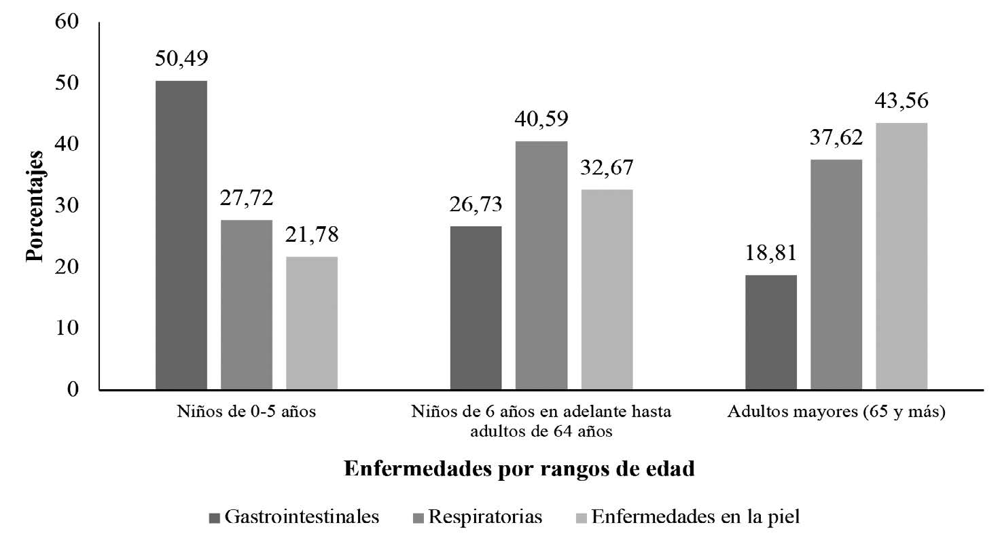 60
50
40
30
20
10
0
Porcentajes
50,49
27,72
21,78
26,73
40,59
32,67
18,81
37,62
43,56
Niños de 0-5 años
Niños de 6 años en adelante hasta
adultos de 64 años
Adultos mayores (65 y más)
Enfermedades por rangos de edad
Gastrointestinales
Respiratorias
Enfermedades en la piel